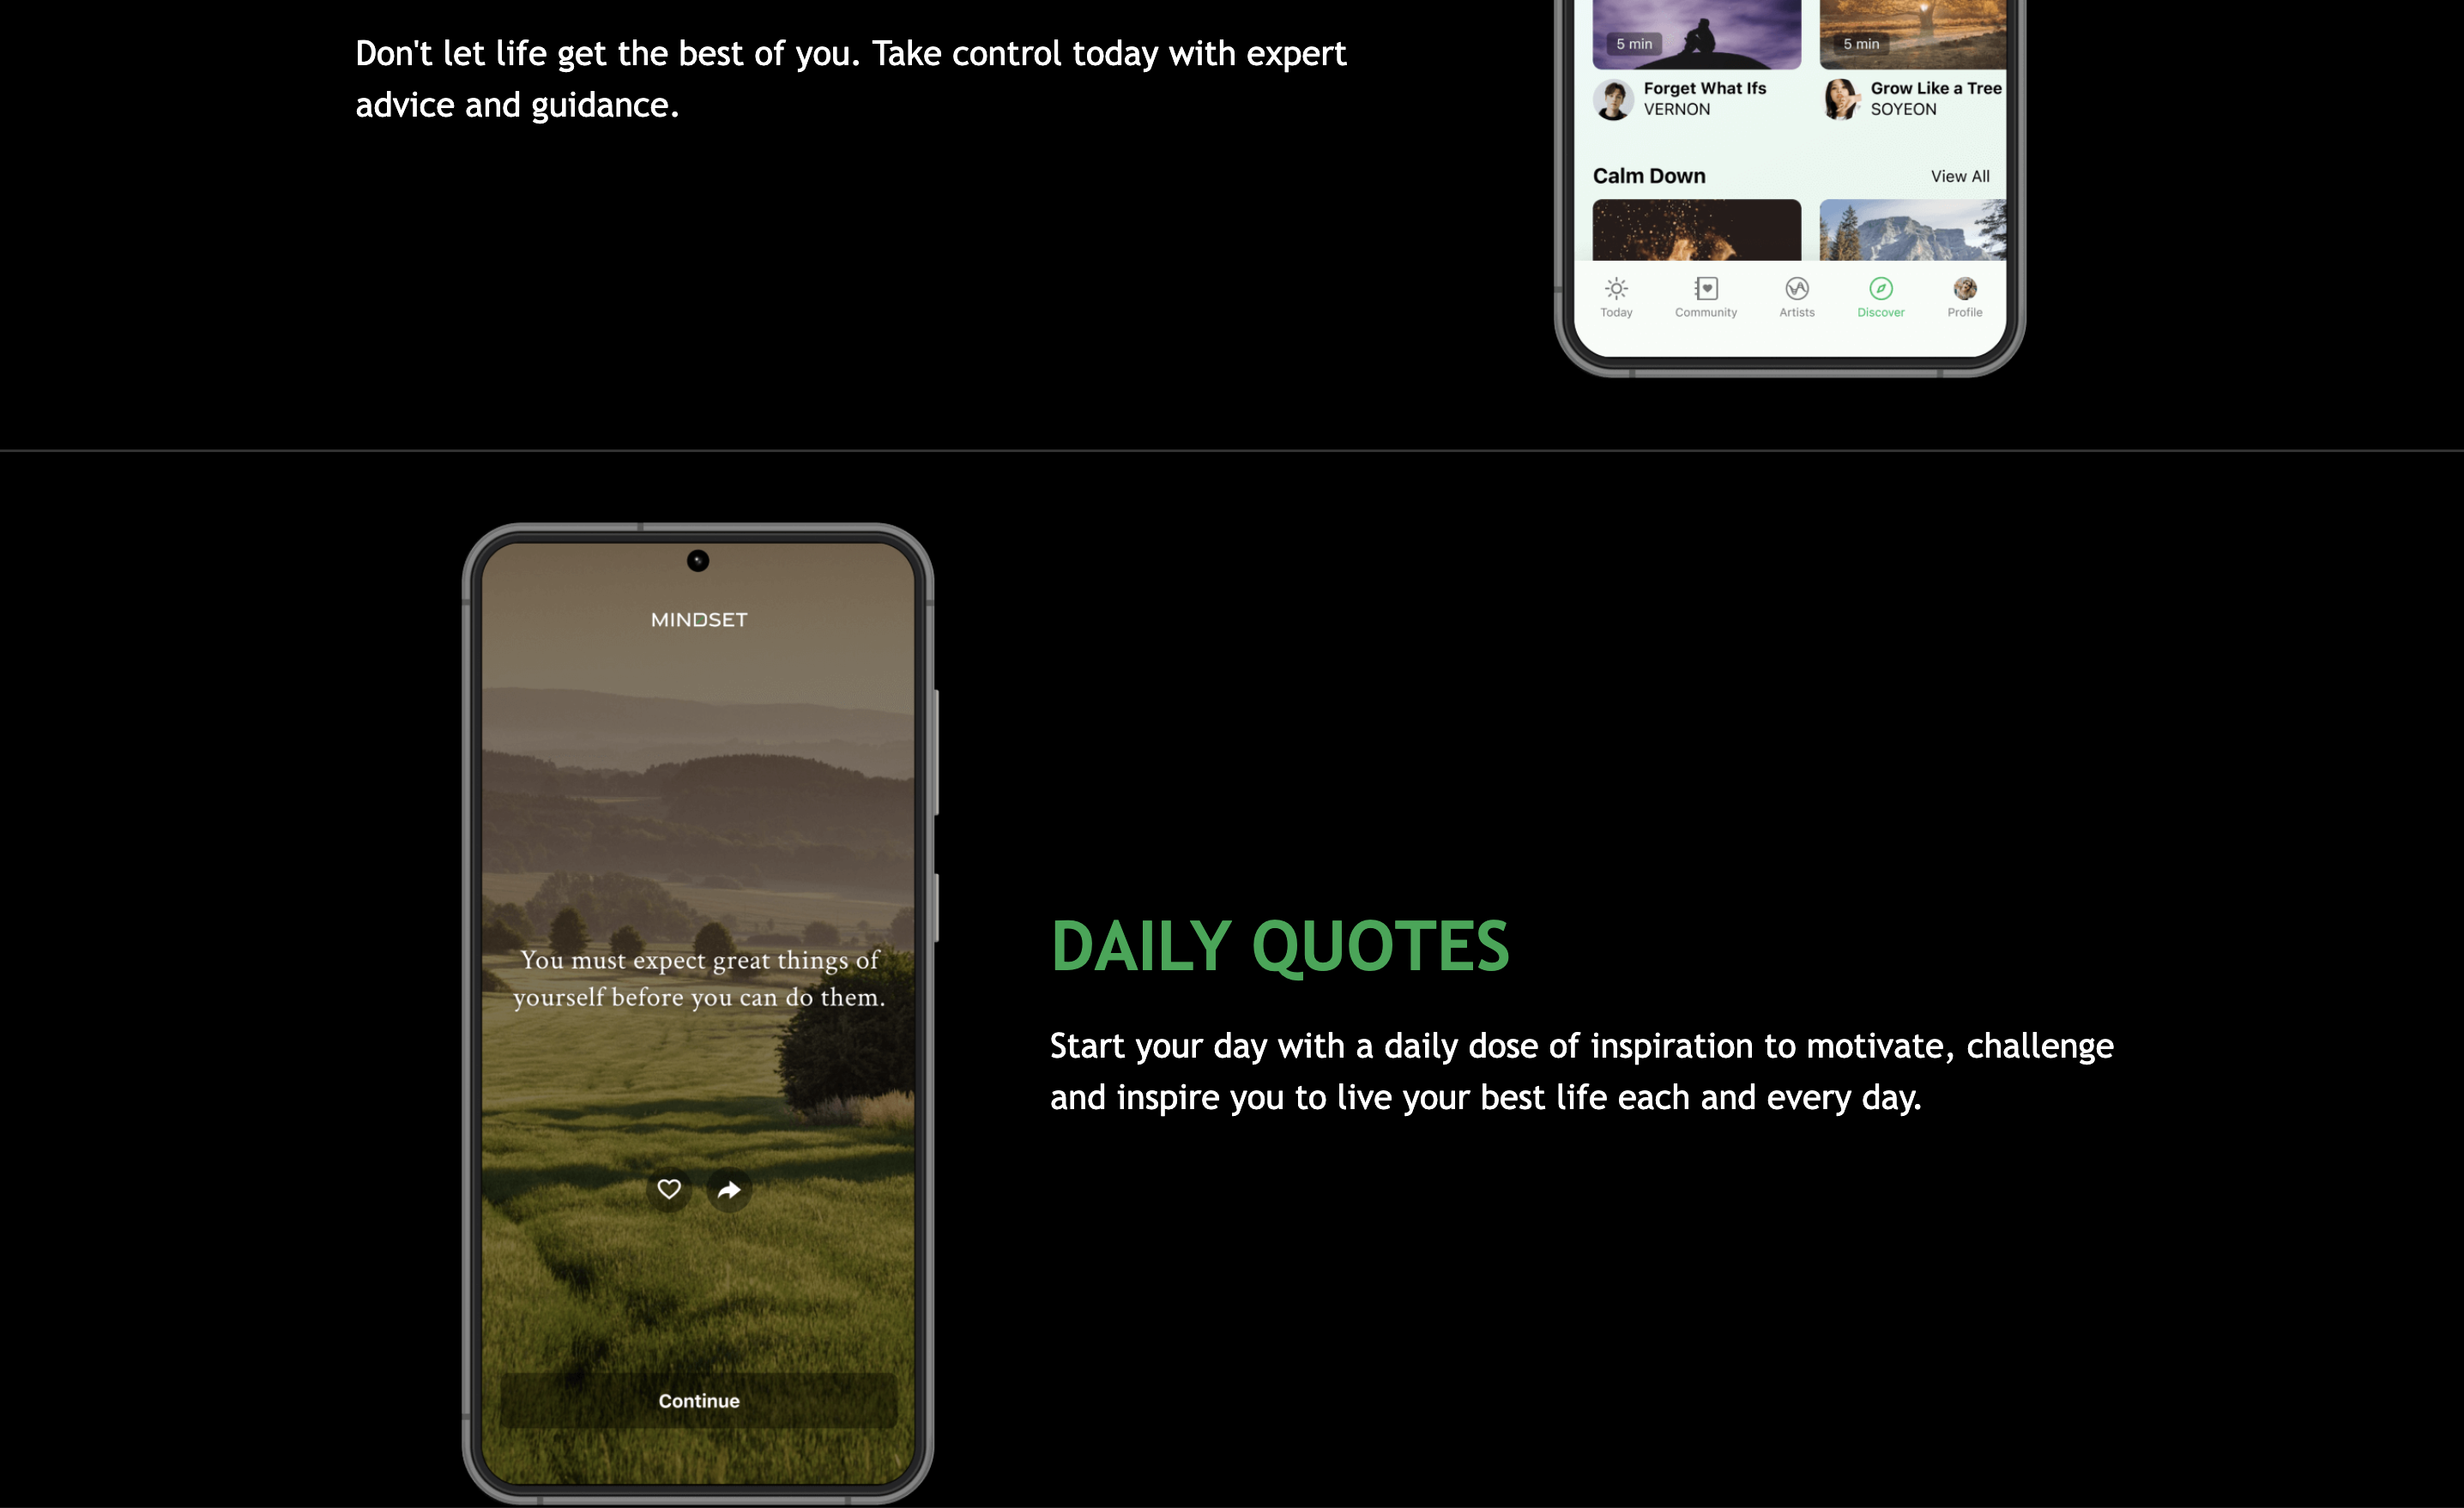 Don't let life get the best of you. Take control today with expert
advice and guidance.
5 min
5 min
Forget What Ifs
VERNON
Grow Like a Tree
SOYEON
Calm Down
View All
Today
Community
Artists
Discover
Profile
MINDSET
You must expect great things of
yourself before you can do them.
Continue
DAILY QUOTES
Start your day with a daily dose of inspiration to motivate, challenge
and inspire you to live your best life each and every day.